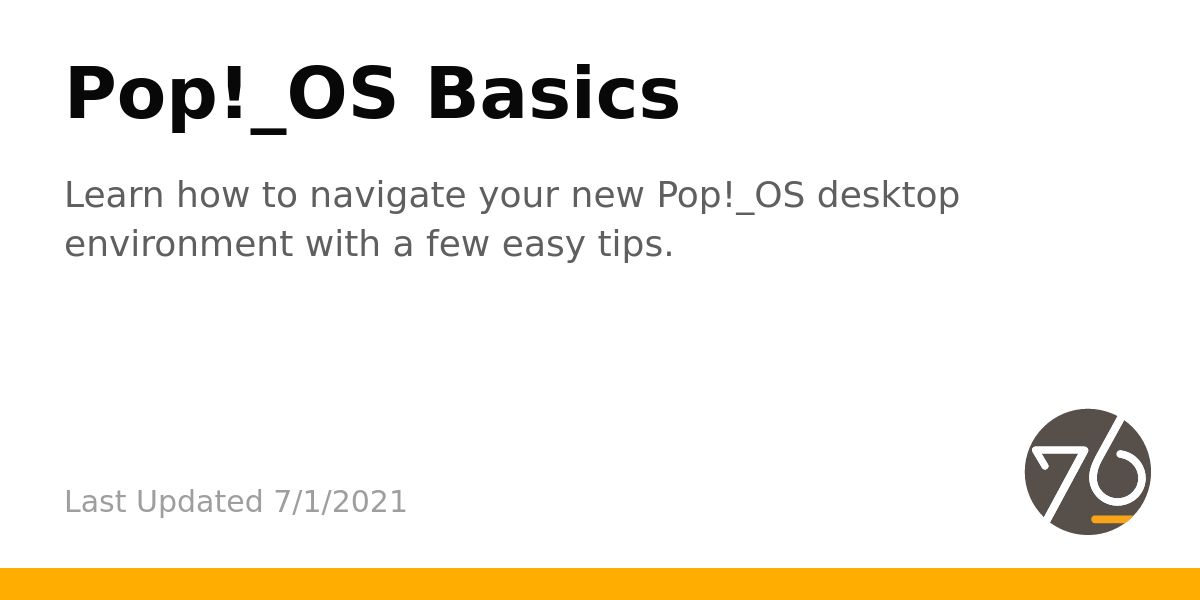 Pop!_OS Basics
Learn how to navigate your new Pop!_OS desktop
environment with a few easy tips.
Last Updated 7/1/2021
76